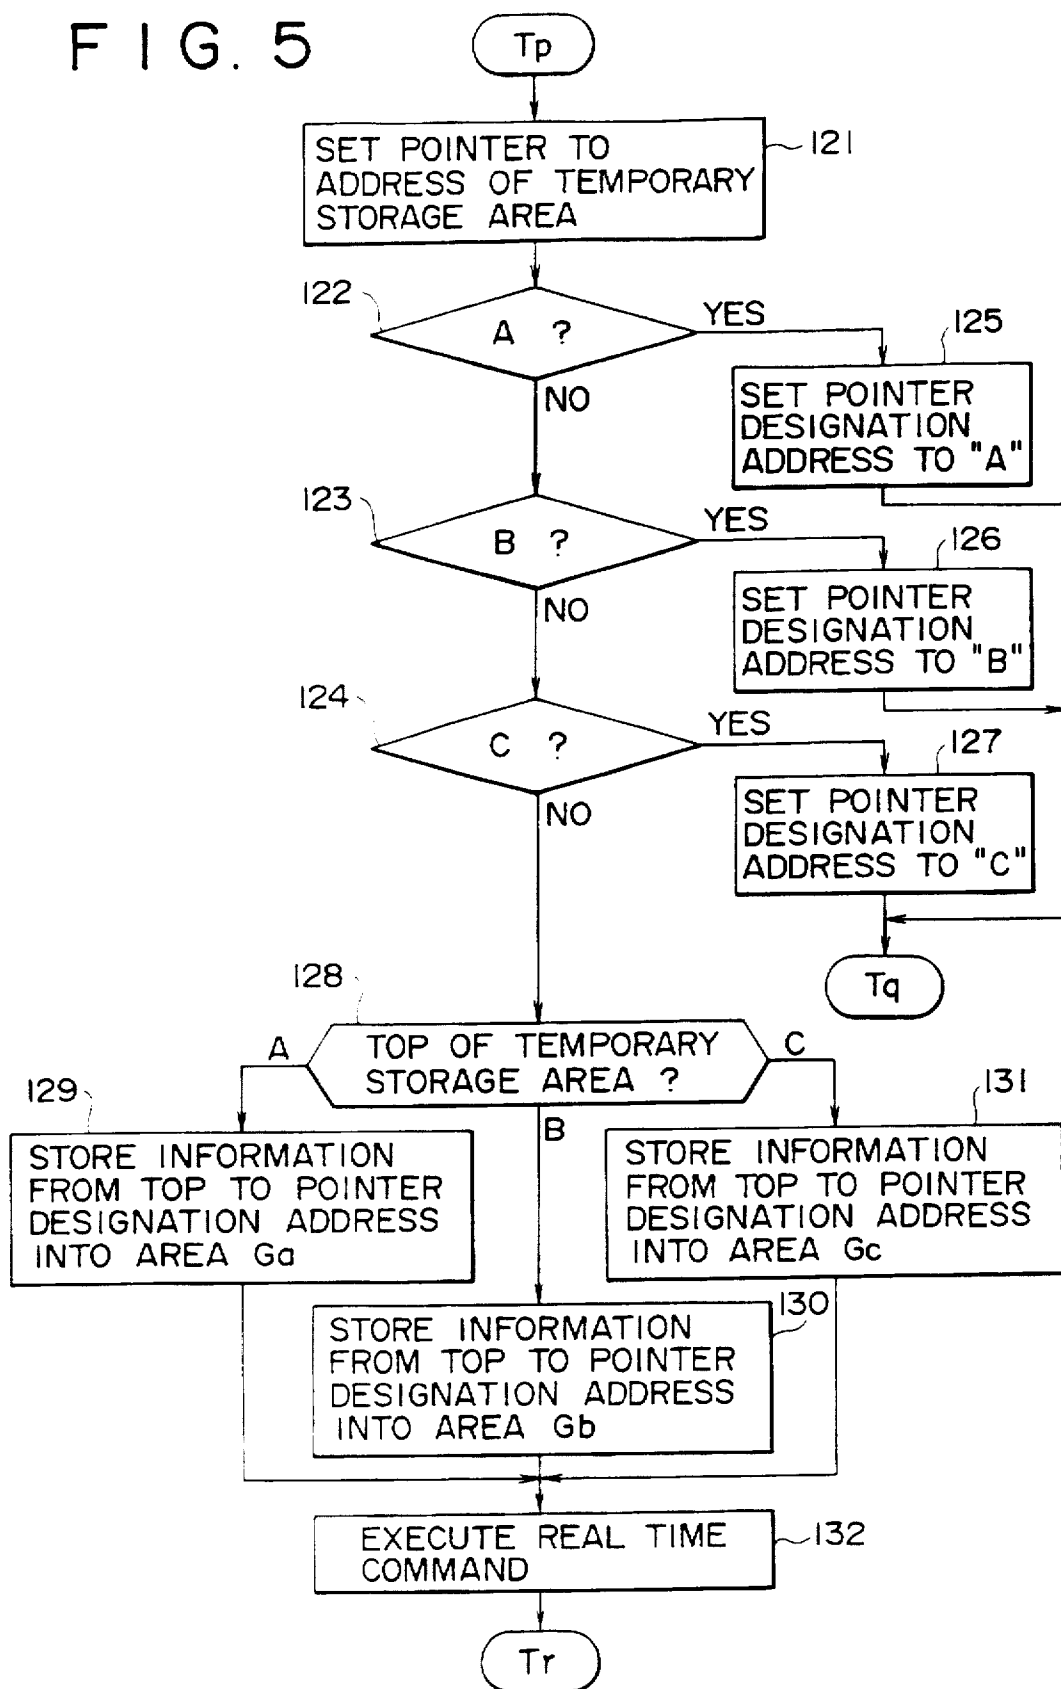 FIG. 5
Tp
SET POINTER TO
ADDRESS OF TEMPORARY
STORAGE AREA
121
122
A ?
YES
NO
125
SET POINTER
DESIGNATION
ADDRESS TO "A"
123
B ?
YES
NO
126
SET POINTER
DESIGNATION
ADDRESS TO "B"
124
C ?
YES
NO
127
SET POINTER
DESIGNATION
ADDRESS TO "C"
Tq
128
TOP OF TEMPORARY
STORAGE AREA ?
A
B
C
129
STORE INFORMATION
FROM TOP TO POINTER
DESIGNATION ADDRESS
INTO AREA Ga
131
STORE INFORMATION
FROM TOP TO POINTER
DESIGNATION ADDRESS
INTO AREA Gc
130
STORE INFORMATION
FROM TOP TO POINTER
DESIGNATION ADDRESS
INTO AREA Gb
EXECUTE REAL TIME
COMMAND
132
Tr